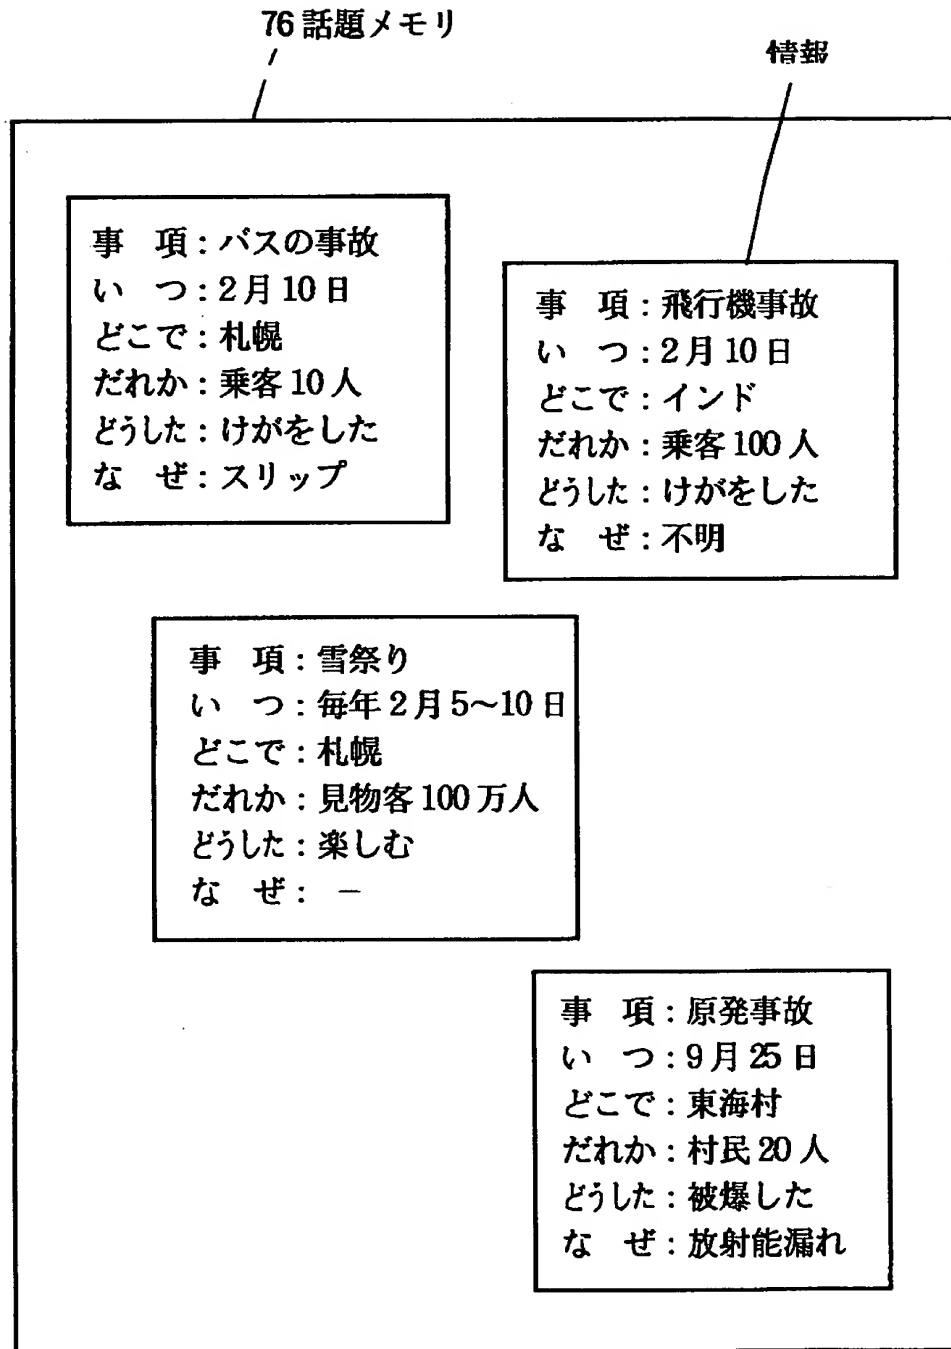 76 話題メモリ
情報
事　項：バスの事故
い　つ：2月10日
どこで：札幌
だれか：乗客10人
どうした：けがをした
な　ぜ：スリップ
事　項：飛行機事故
い　つ：2月10日
どこで：インド
だれか：乗客100人
どうした：けがをした
な　ぜ：不明
事　項：雪祭り
い　つ：毎年2月5〜10日
どこで：札幌
だれか：見物客100万人
どうした：楽しむ
な　ぜ：－
事　項：原発事故
い　つ：9月25日
どこで：東海村
だれか：村民20人
どうした：被爆した
な　ぜ：放射能漏れ